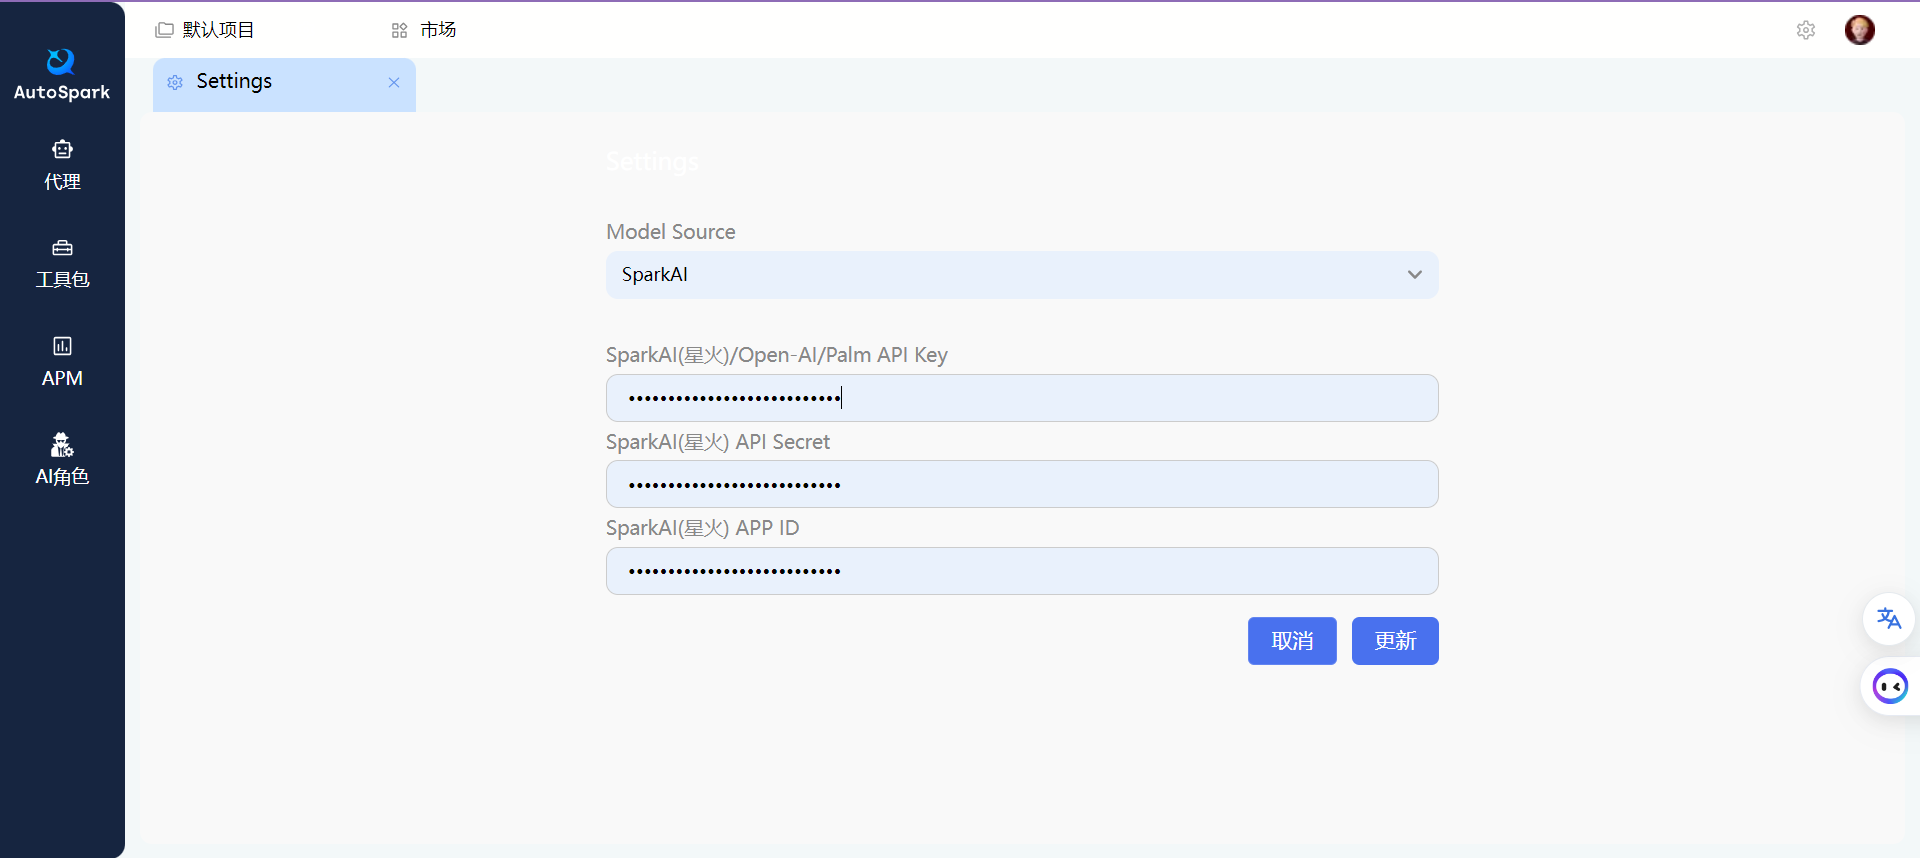 默认项目
市场
AutoSpark
Settings
代理
工具包
APM
AI角色
Settings
Model Source
SparkAI
SparkAI(星火)/Open-AI/Palm API Key
•••••••••••••••••••••••••••
SparkAI(星火) API Secret
•••••••••••••••••••••••••••
SparkAI(星火) APP ID
•••••••••••••••••••••••••••
取消
更新